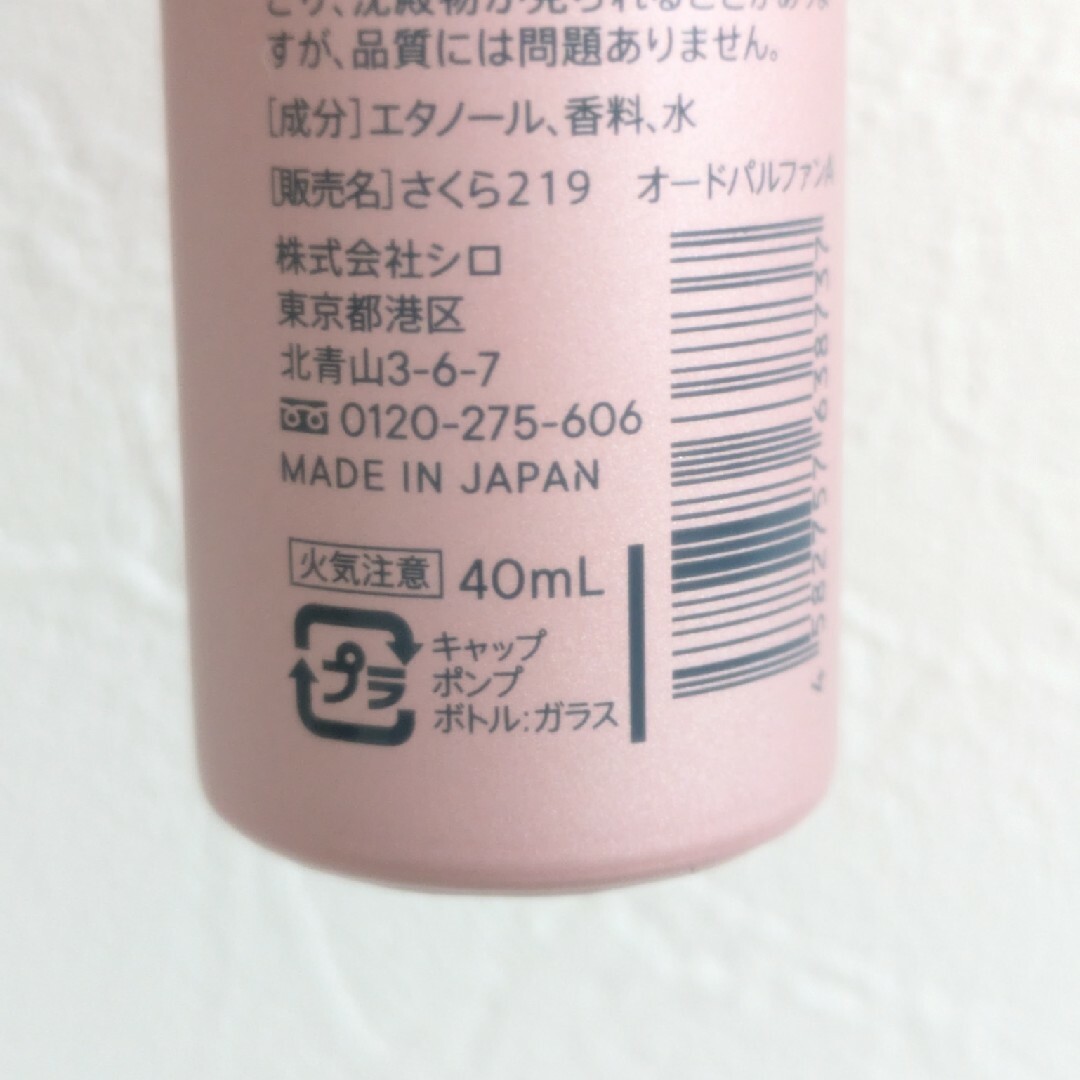 すが、品質には問題ありません。
[成分]エタノール、香料、水
[販売名]さくら219 オードパルファンA
株式会社シロ
東京都港区
北青山3-6-7
0120-275-606
MADE IN JAPAN
火気注意 40mL
プラ
キャップ
ポンプ
ボトル:ガラス
4 582757 638737